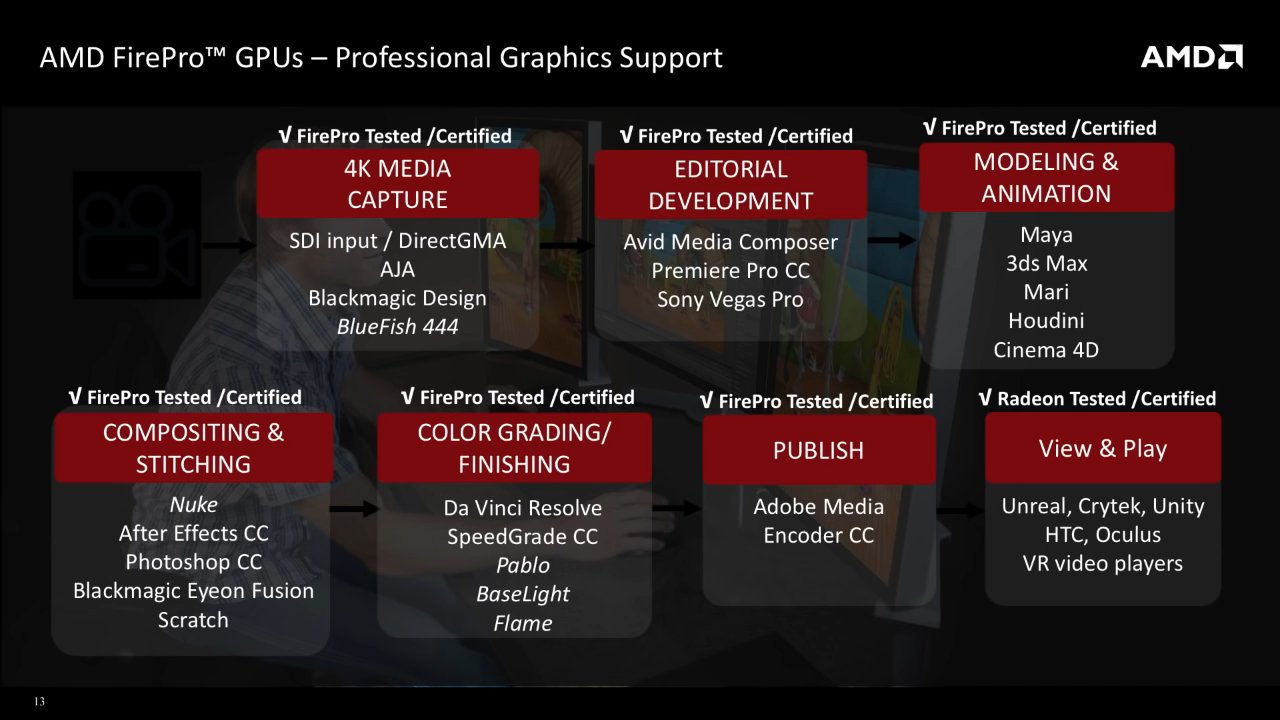 AMD FirePro™ GPUs – Professional Graphics Support
AMD
√ FirePro Tested /Certified
4K MEDIA
CAPTURE
SDI input / DirectGMA
AJA
Blackmagic Design
BlueFish 444
√ FirePro Tested /Certified
EDITORIAL
DEVELOPMENT
Avid Media Composer
Premiere Pro CC
Sony Vegas Pro
√ FirePro Tested /Certified
MODELING &
ANIMATION
Maya
3ds Max
Mari
Houdini
Cinema 4D
√ FirePro Tested /Certified
COMPOSITING &
STITCHING
Nuke
After Effects CC
Photoshop CC
Blackmagic Eyeon Fusion
Scratch
√ FirePro Tested /Certified
COLOR GRADING/
FINISHING
Da Vinci Resolve
SpeedGrade CC
Pablo
BaseLight
Flame
√ FirePro Tested /Certified
PUBLISH
Adobe Media
Encoder CC
√ Radeon Tested /Certified
View & Play
Unreal, Crytek, Unity
HTC, Oculus
VR video players
13